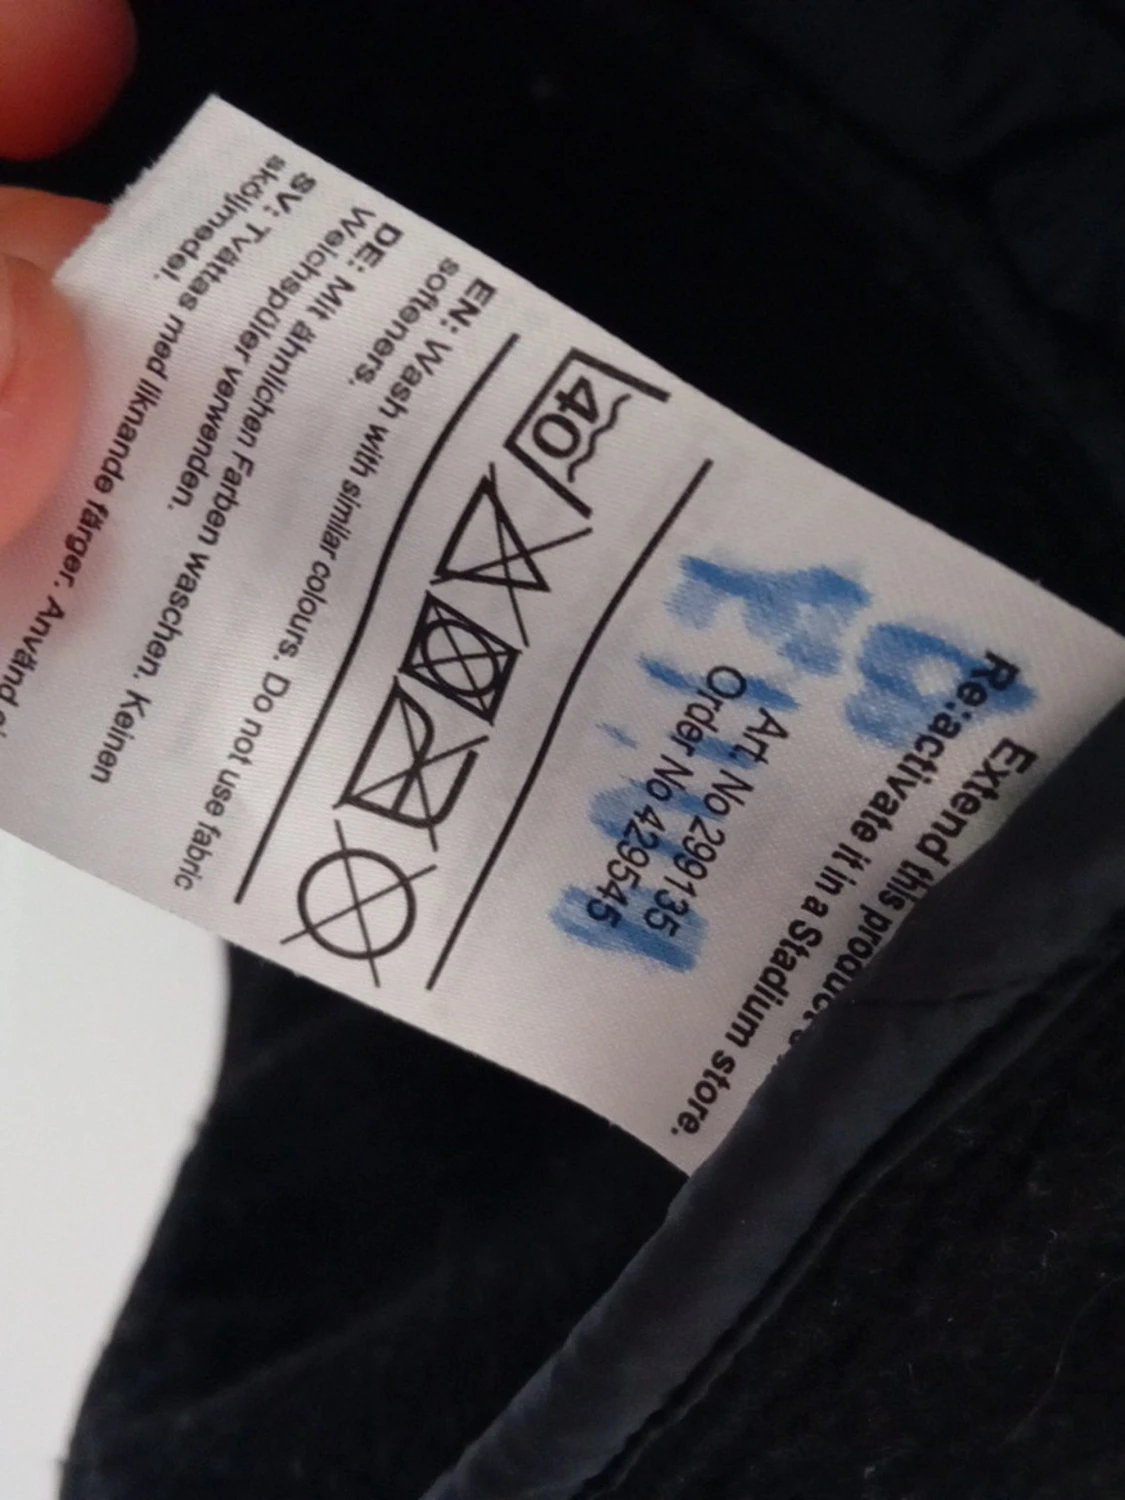 Extend this product
Re:activate it in a Stadium store.
Art. No 299135
Order No 429545
40
EN: Wash with similar colours. Do not use fabric
softeners.
DE: Mit ähnlichen Farben waschen. Keinen
Weichspüler verwenden.
SV: Tvättas med liknande färger. Använd
sköljmedel.